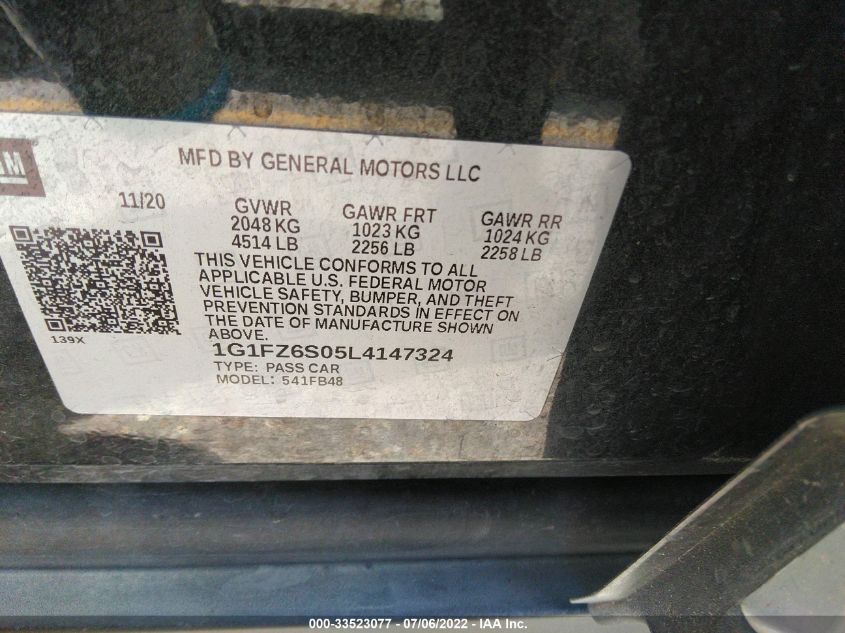 GM
MFD BY GENERAL MOTORS LLC
11/20
GVWR
2048 KG
4514 LB
GAWR FRT
1023 KG
2256 LB
GAWR RR
1024 KG
2258 LB
THIS VEHICLE CONFORMS TO ALL
APPLICABLE U.S. FEDERAL MOTOR
VEHICLE SAFETY, BUMPER, AND THEFT
PREVENTION STANDARDS IN EFFECT ON
THE DATE OF MANUFACTURE SHOWN
ABOVE.
139X
1G1FZ6S05L4147324
TYPE: PASS CAR
MODEL: 541FB48
000-33523077 - 07/06/2022 - IAA Inc.